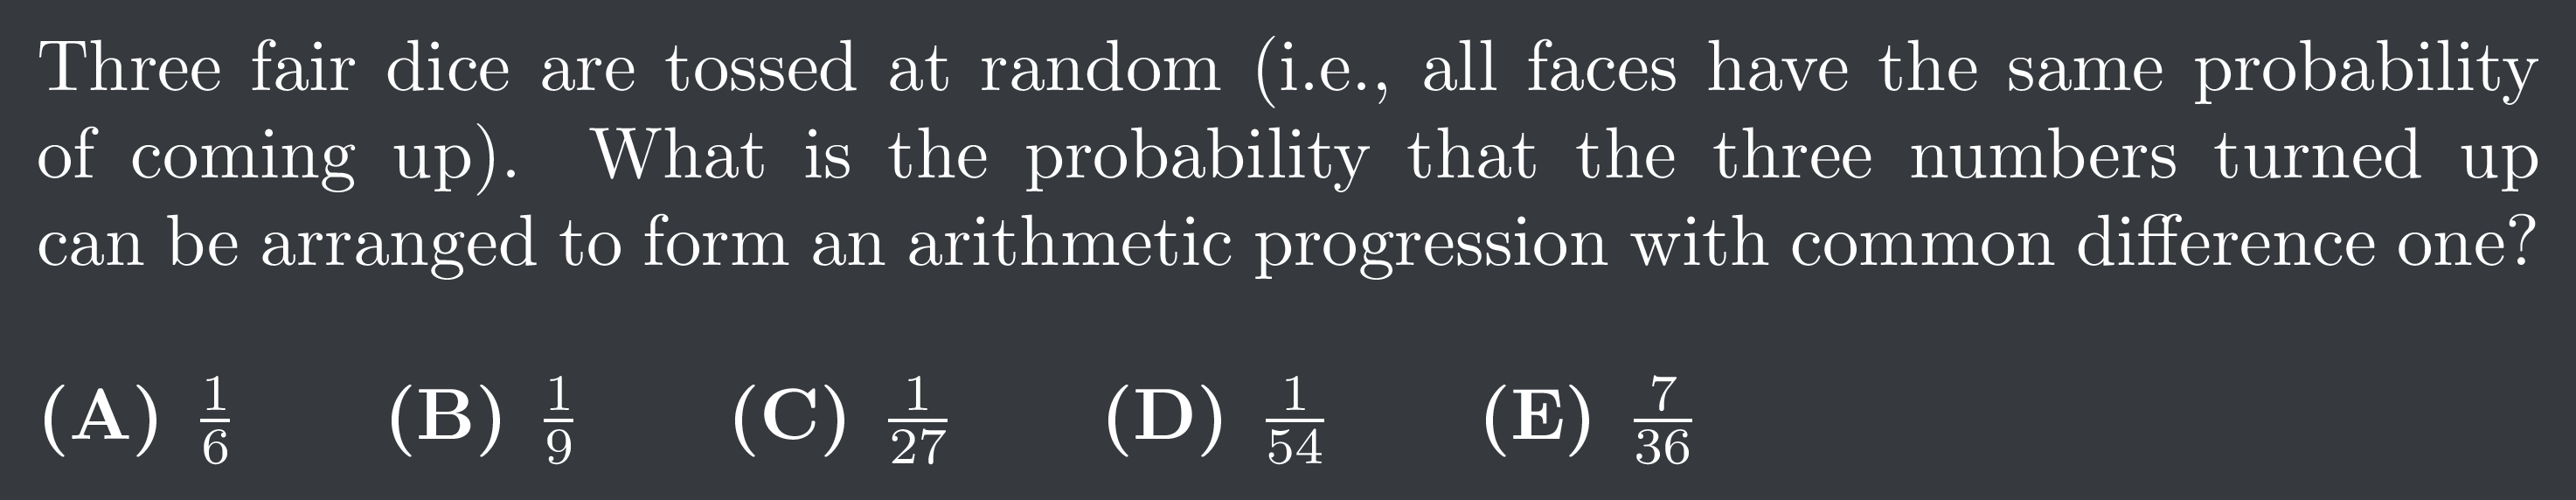 Three fair dice are tossed at random (i.e., all faces have the same probability
of coming up). What is the probability that the three numbers turned up
can be arranged to form an arithmetic progression with common difference one?
(A) 1/6 (B) 1/9 (C) 1/27 (D) 1/54 (E) 7/36